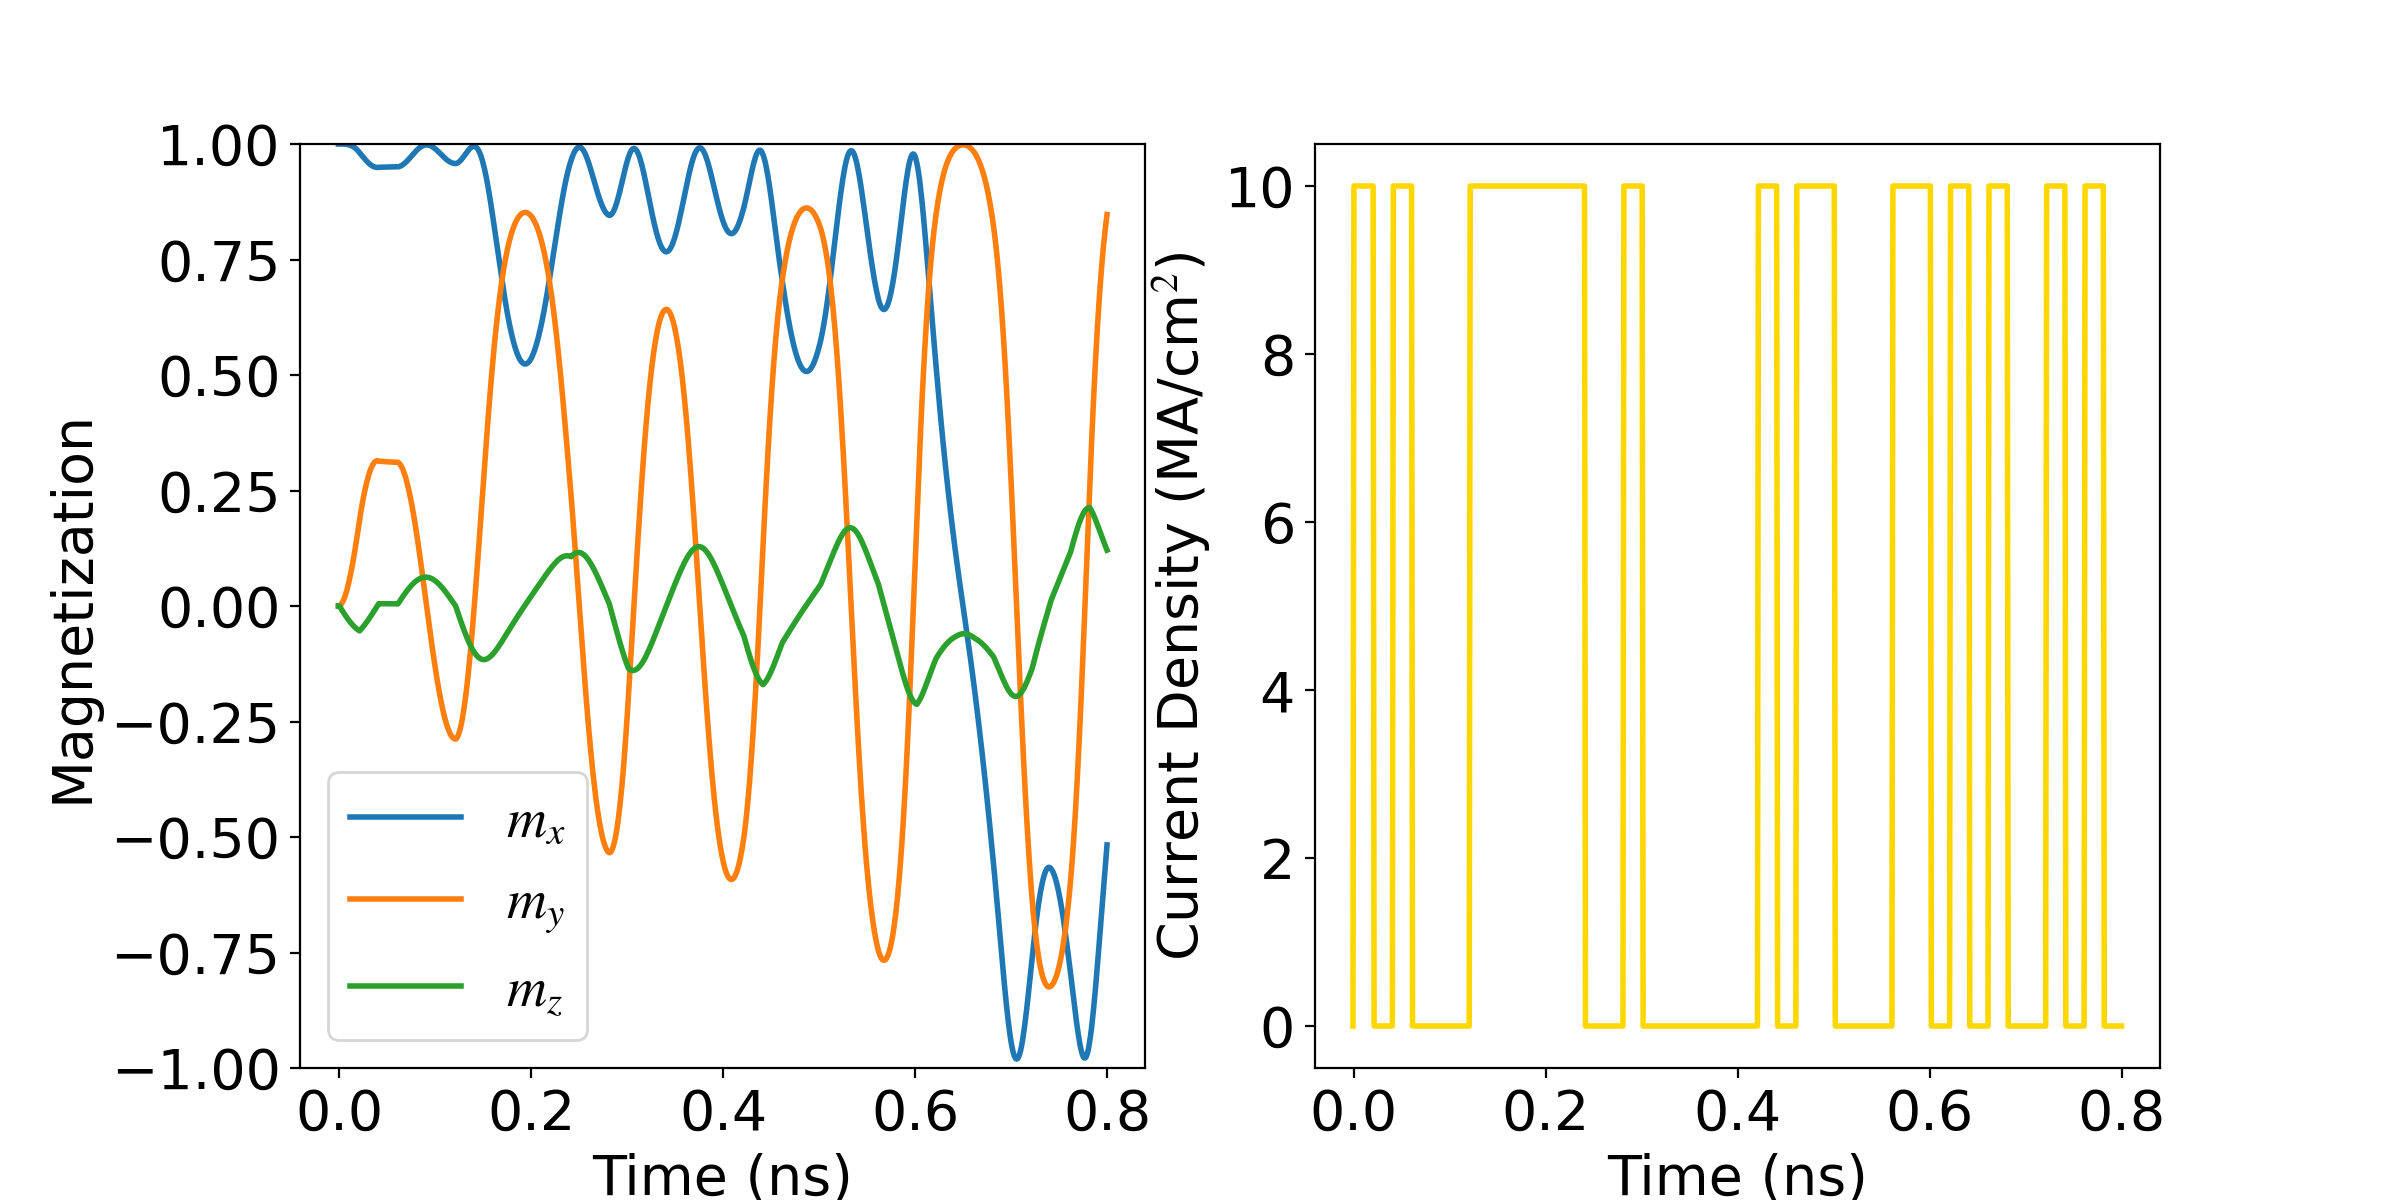 1.00
0.75
0.50
0.25
0.00
−0.25
−0.50
−0.75
−1.00
Magnetization
m_x
m_y
m_z
0.0 0.2 0.4 0.6 0.8
Time (ns)
10
8
6
4
2
0
Current Density (MA/cm²)
0.0 0.2 0.4 0.6 0.8
Time (ns)